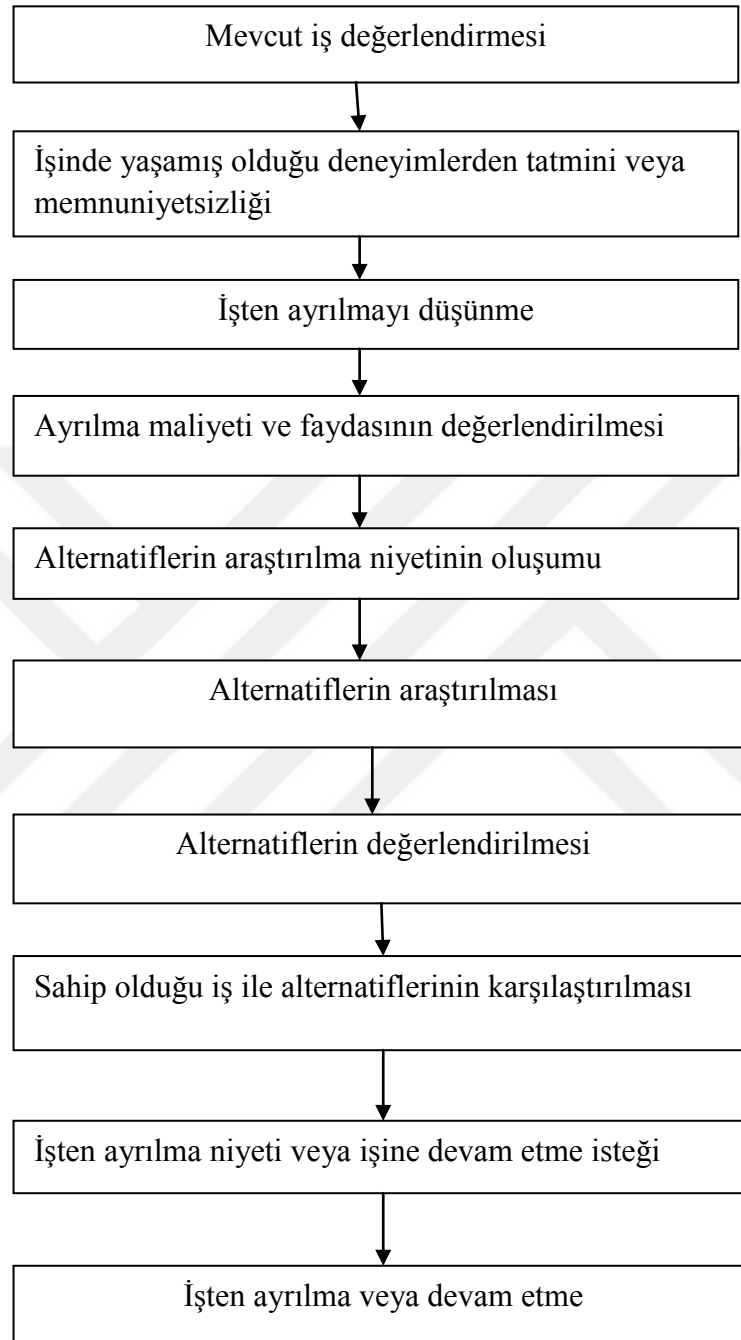 Mevcut iş değerlendirmesi
İşinde yaşamış olduğu deneyimlerden tatmini veya
memnuniyetsizliği
İşten ayrılmayı düşünme
Ayrılma maliyeti ve faydasının değerlendirilmesi
Alternatiflerin araştırılma niyetinin oluşumu
Alternatiflerin araştırılması
Alternatiflerin değerlendirilmesi
Sahip olduğu iş ile alternatiflerinin karşılaştırılması
İşten ayrılma niyeti veya işine devam etme isteği
İşten ayrılma veya devam etme